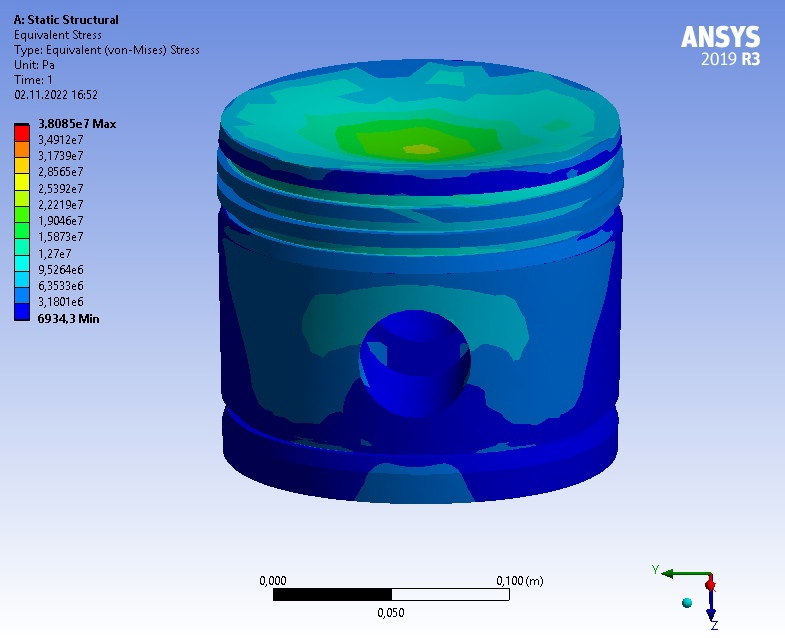 A: Static Structural
Equivalent Stress
Type: Equivalent (von-Mises) Stress
Unit: Pa
Time: 1
02.11.2022 16:52
3,8085e7 Max
3,4912e7
3,1739e7
2,8565e7
2,5392e7
2,2219e7
1,9046e7
1,5873e7
1,27e7
9,5264e6
6,3533e6
3,1801e6
6934,3 Min
ANSYS
2019 R3
0,000
0,100 (m)
0,050
Y
Z